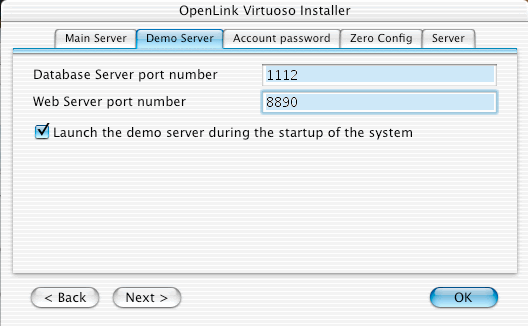 OpenLink Virtuoso Installer
Main Server Demo Server Account password Zero Config Server
Database Server port number 1112
Web Server port number 8890
Launch the demo server during the startup of the system
< Back Next > OK